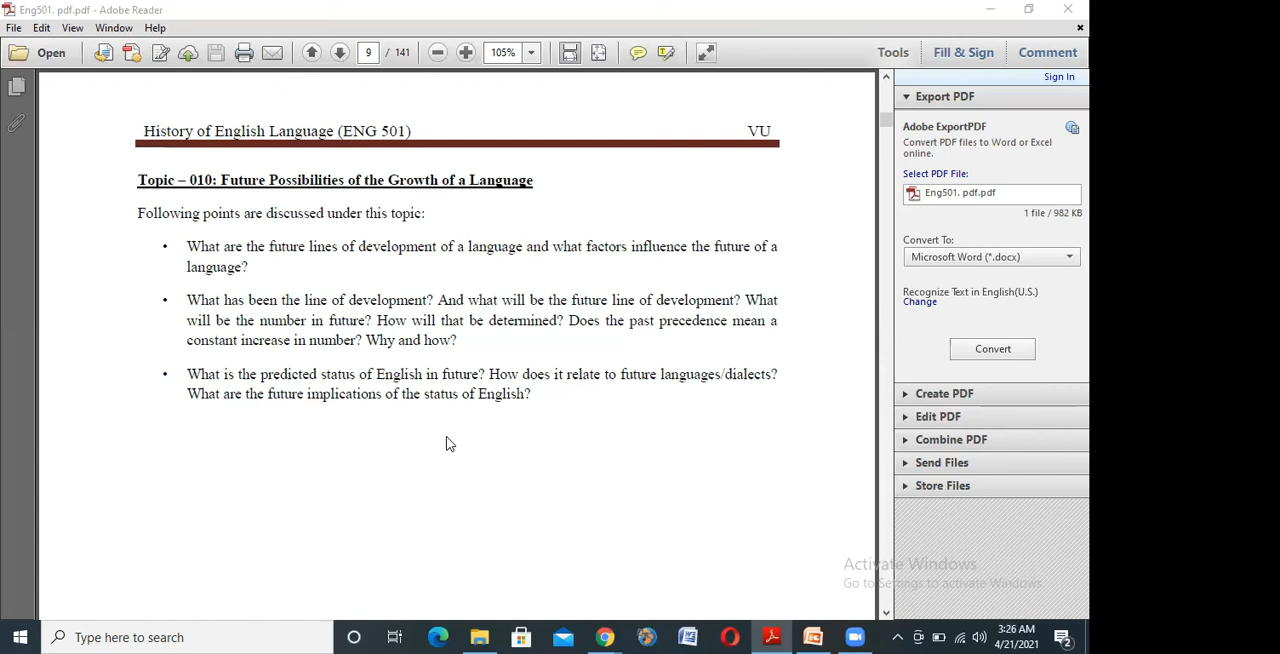 Eng501. pdf.pdf - Adobe Reader
File Edit View Window Help
Open 9 / 141 105% Tools Fill & Sign Comment
Sign In
Export PDF
Adobe ExportPDF
Convert PDF files to Word or Excel
online.
Select PDF File:
Eng501. pdf.pdf
1 file / 982 KB
Convert To:
Microsoft Word (*.docx)
Recognize Text in English(U.S.)
Change
Convert
Create PDF
Edit PDF
Combine PDF
Send Files
Store Files
History of English Language (ENG 501) VU
Topic – 010: Future Possibilities of the Growth of a Language
Following points are discussed under this topic:
• What are the future lines of development of a language and what factors influence the future of a
language?
• What has been the line of development? And what will be the future line of development? What
will be the number in future? How will that be determined? Does the past precedence mean a
constant increase in number? Why and how?
• What is the predicted status of English in future? How does it relate to future languages/dialects?
What are the future implications of the status of English?
Activate Windows
Go to Settings to activate Windows.
Type here to search
3:26 AM
4/21/2021
2